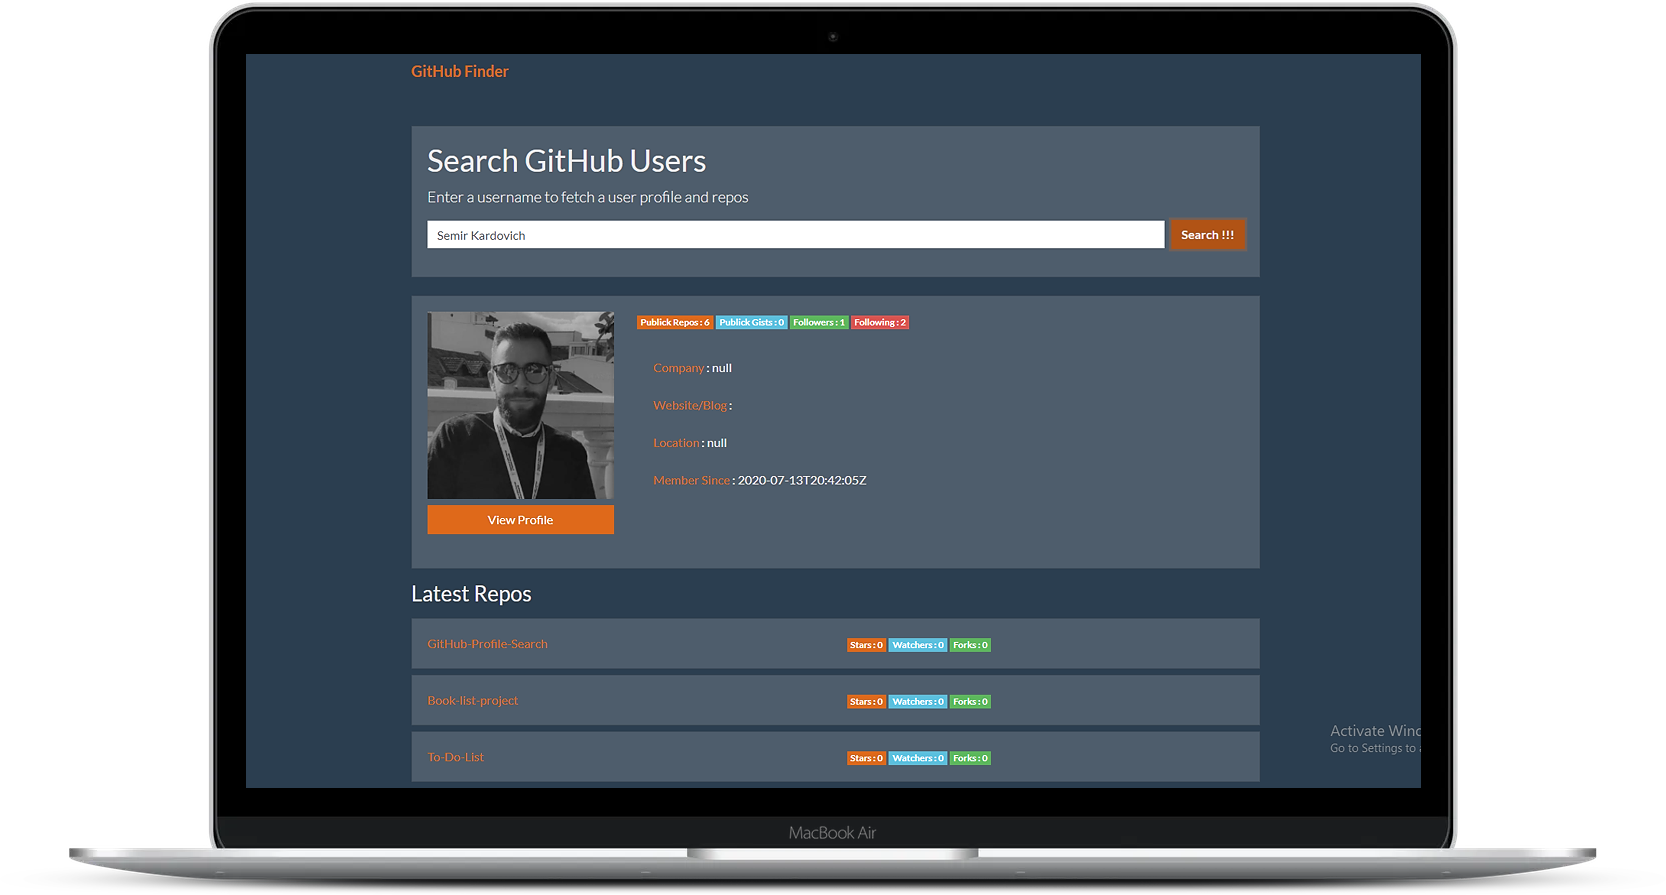 GitHub Finder
Search GitHub Users
Enter a username to fetch a user profile and repos
Semir Kardovich
Search !!!
Publick Repos : 6 Publick Gists : 0 Followers : 1 Following : 2
Company : null
Website/Blog :
Location : null
Member Since : 2020-07-13T20:42:05Z
View Profile
Latest Repos
GitHub-Profile-Search
Stars : 0 Watchers : 0 Forks : 0
Book-list-project
Stars : 0 Watchers : 0 Forks : 0
To-Do-List
Stars : 0 Watchers : 0 Forks : 0
Activate Wind
Go to Settings to a
MacBook Air